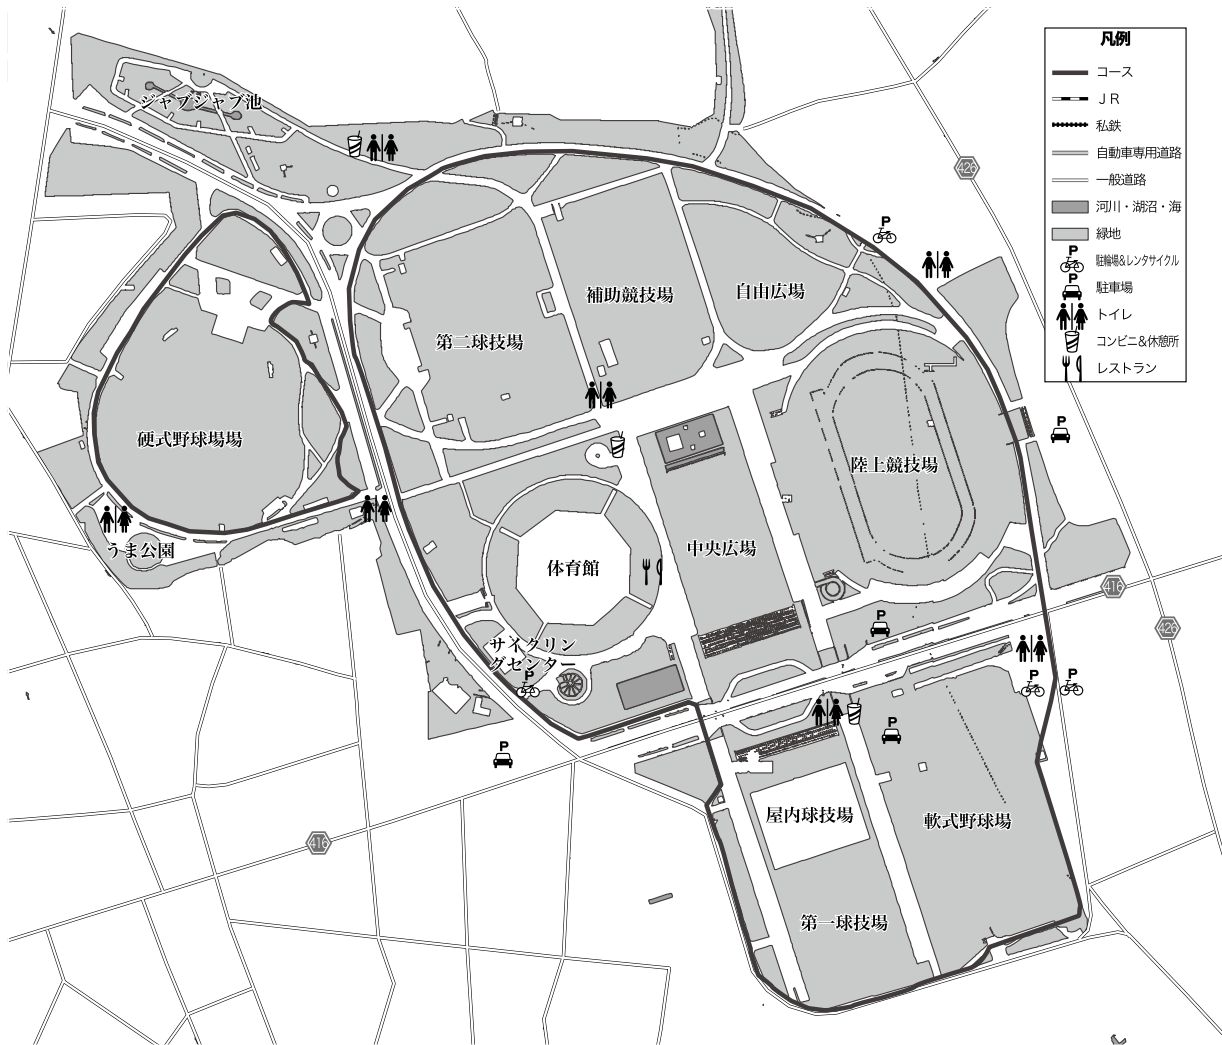 凡例
コース
ＪＲ
私鉄
自動車専用道路
一般道路
河川・湖沼・海
緑地
P
駐輪場&レンタサイクル
P
駐車場
トイレ
コンビニ&休憩所
レストラン
ジャブジャブ池
426
P
補助競技場
自由広場
第二球技場
硬式野球場場
P
陸上競技場
うま公園
中央広場
体育館
416
P
426
サイクリン
グセンター
P
P
P
P
P
屋内球技場
軟式野球場
416
第一球技場